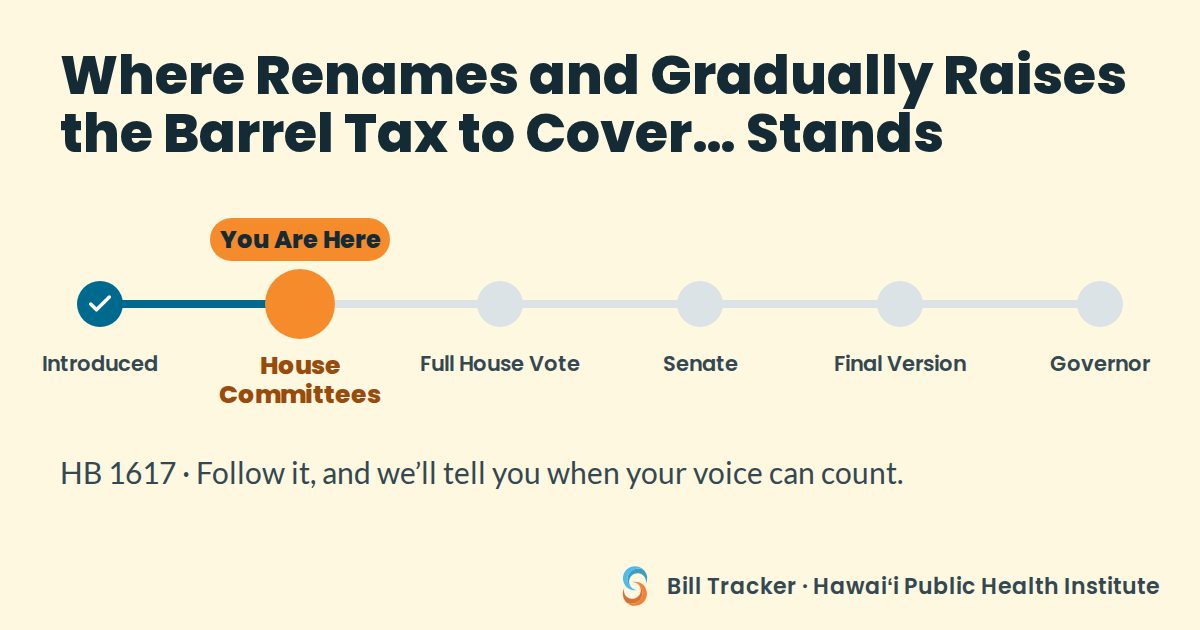 Where Renames and Gradually Raises
the Barrel Tax to Cover… Stands
You Are Here
Introduced
House
Committees
Full House Vote
Senate
Final Version
Governor
HB 1617 · Follow it, and we’ll tell you when your voice can count.
Bill Tracker · Hawaiʻi Public Health Institute